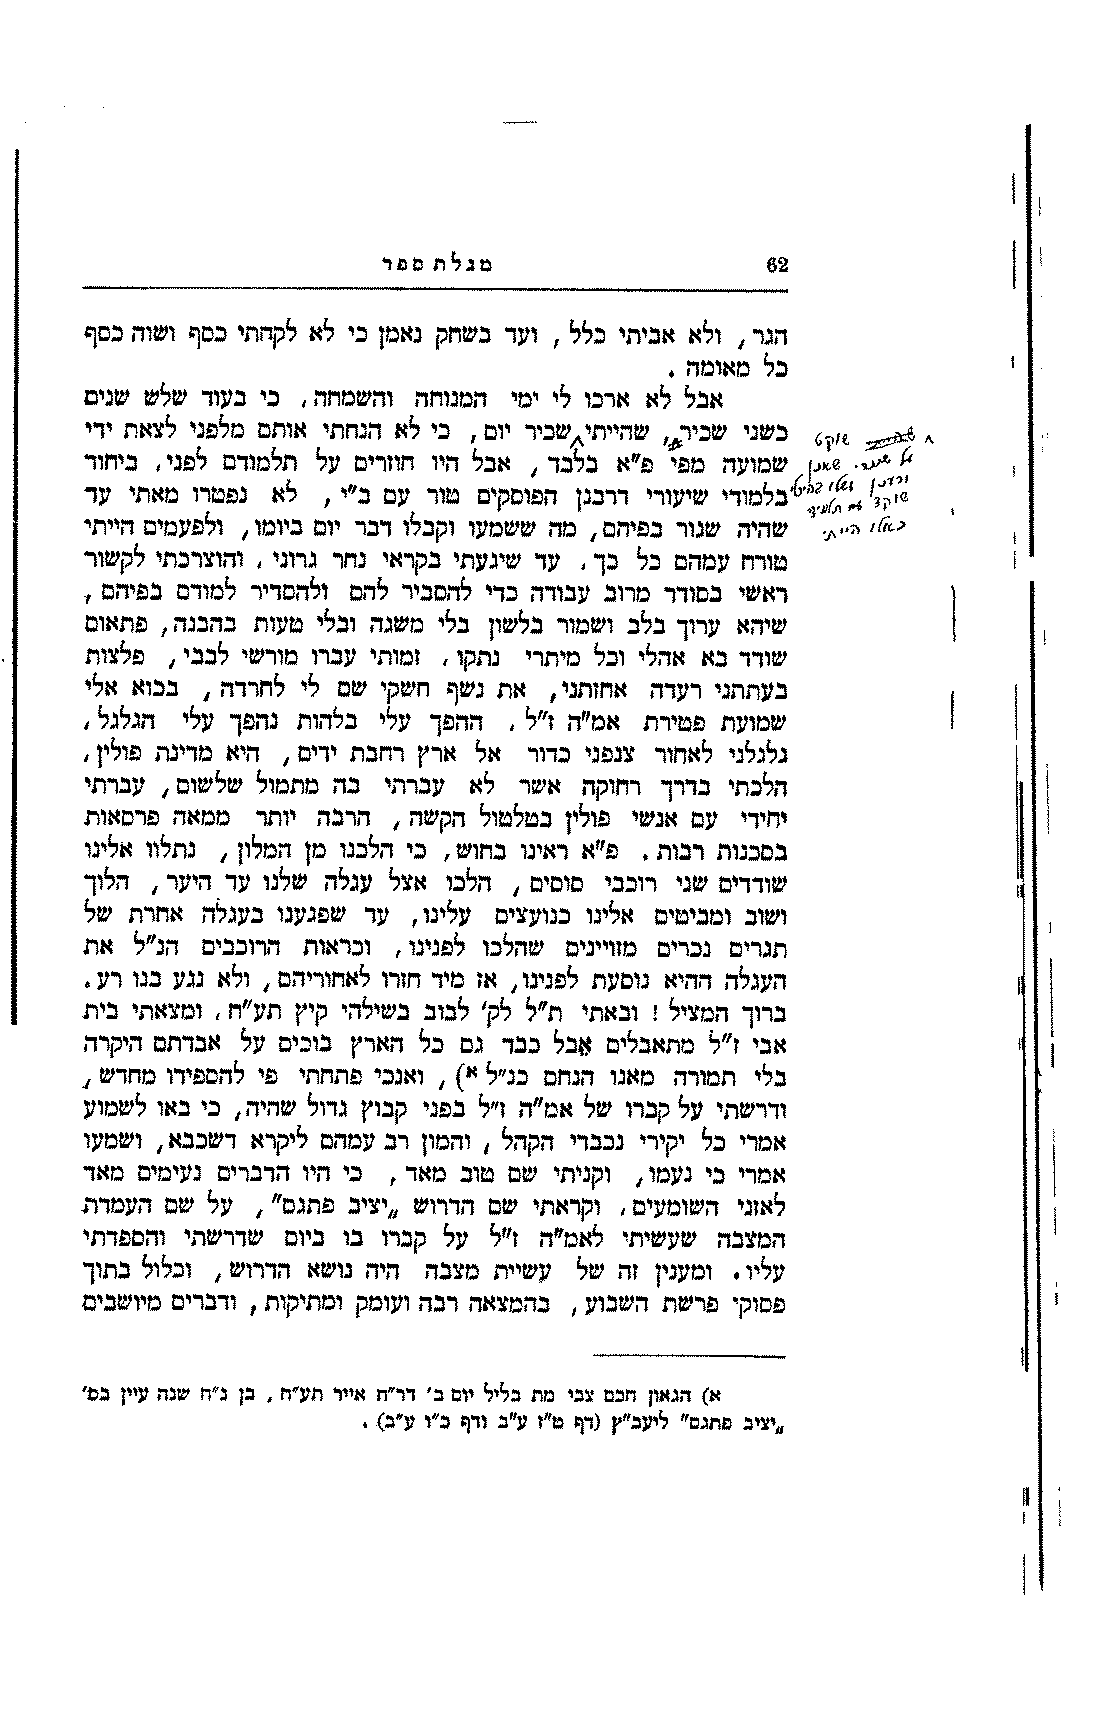 62 מגלת ספר
הגר, ולא אביתי כלל, ועד בשחק נאמן כי לא לקחתי כסף ושוה כסף
כל מאומה.
אבל לא ארכו לי ימי המנוחה והשמחה, כי בעוד שלש שנים
כשני שכיר, שהייתי שכיר יום, כי לא הנחתי אותם מלפני לצאת ידי
שמועה מפי פ"א בלבד, אבל היו חוזרים על תלמודם לפני, ביחוד
בלמודי שיעורי דרבנן הפוסקים טור עם ב"י, לא נפטרו מאתי עד
שהיה שגור בפיהם, מה ששמעו וקבלו דבר יום ביומו, ולפעמים הייתי
טורח עמהם כל כך, עד שיגעתי בקראי נחר גרוני, והוצרכתי לקשור
ראשי בסודר מרוב עבודה כדי להסביר להם ולהסדיר למודם בפיהם,
שיהא ערוך בלב ושמור בלשון בלי משגה ובלי טעות בהבנה, פתאום
שודד בא אהלי וכל מיתרי נתקו, זמותי עברו מורשי לבבי, פלצות
בעתתני רעדה אחזתני, את נשף חשקי שם לי לחרדה, בבוא אלי
שמועת פטירת אמ"ה ז"ל, ההפך עלי בלהות נהפך עלי הגלגל,
גלגלני לאחור צנפני כדור אל ארץ רחבת ידים, היא מדינת פולין,
הלכתי בדרך רחוקה אשר לא עברתי בה מתמול שלשום, עברתי
יחידי עם אנשי פולין בטלטול הקשה, הרבה יותר ממאה פרסאות
בסכנות רבות. פ"א ראינו בחוש, כי הלכנו מן המלון, נתלוו אלינו
שודדים שני רוכבי סוסים, הלכו אצל עגלה שלנו עד היער, הלוך
ושוב ומביטים אלינו כנועצים עלינו, עד שפגענו בעגלה אחרת של
תגרים נכרים מזויינים שהלכו לפנינו, וכראות הרוכבים הנ"ל את
העגלה ההיא נוסעת לפנינו, אז מיד חזרו לאחוריהם, ולא נגע בנו רע.
ברוך המציל! ובאתי ת"ל לק' לבוב בשילהי קיץ תע"ח, ומצאתי בית
אבי ז"ל מתאבלים אבל כבד גם כל הארץ בוכים על אבדתם היקרה
בלי תמורה מאנו הנחם כנ"ל א), ואנכי פתחתי פי להספידו מחדש,
ודרשתי על קברו של אמ"ה ז"ל בפני קבוץ גדול שהיה, כי באו לשמוע
אמרי כל יקירי נכבדי הקהל, והמון רב עמהם ליקרא דשכבא, ושמעו
אמרי כי נעמו, וקניתי שם טוב מאד, כי היו הדברים נעימים מאד
לאזני השומעים, וקראתי שם הדרוש „יציב פתגם", על שם העמדת
המצבה שעשיתי לאמ"ה ז"ל על קברו בו ביום שדרשתי והספדתי
עליו. ומענין זה של עשיית מצבה היה נושא הדרוש, וכלול בתוך
פסוקי פרשת השבוע, בהמצאה רבה ועומק ומתיקות, ודברים מיושבים
א) הגאון חכם צבי מת בליל יום ב' דר"ח אייר תע"ח, בן נ"ח שנה עיין בס'
„יציב פתגם" ליעב"ץ (דף ט"ז ע"ב ודף כ"ו ע"ב).
שוקט
שאנן
שוקד
כאלו הייתי